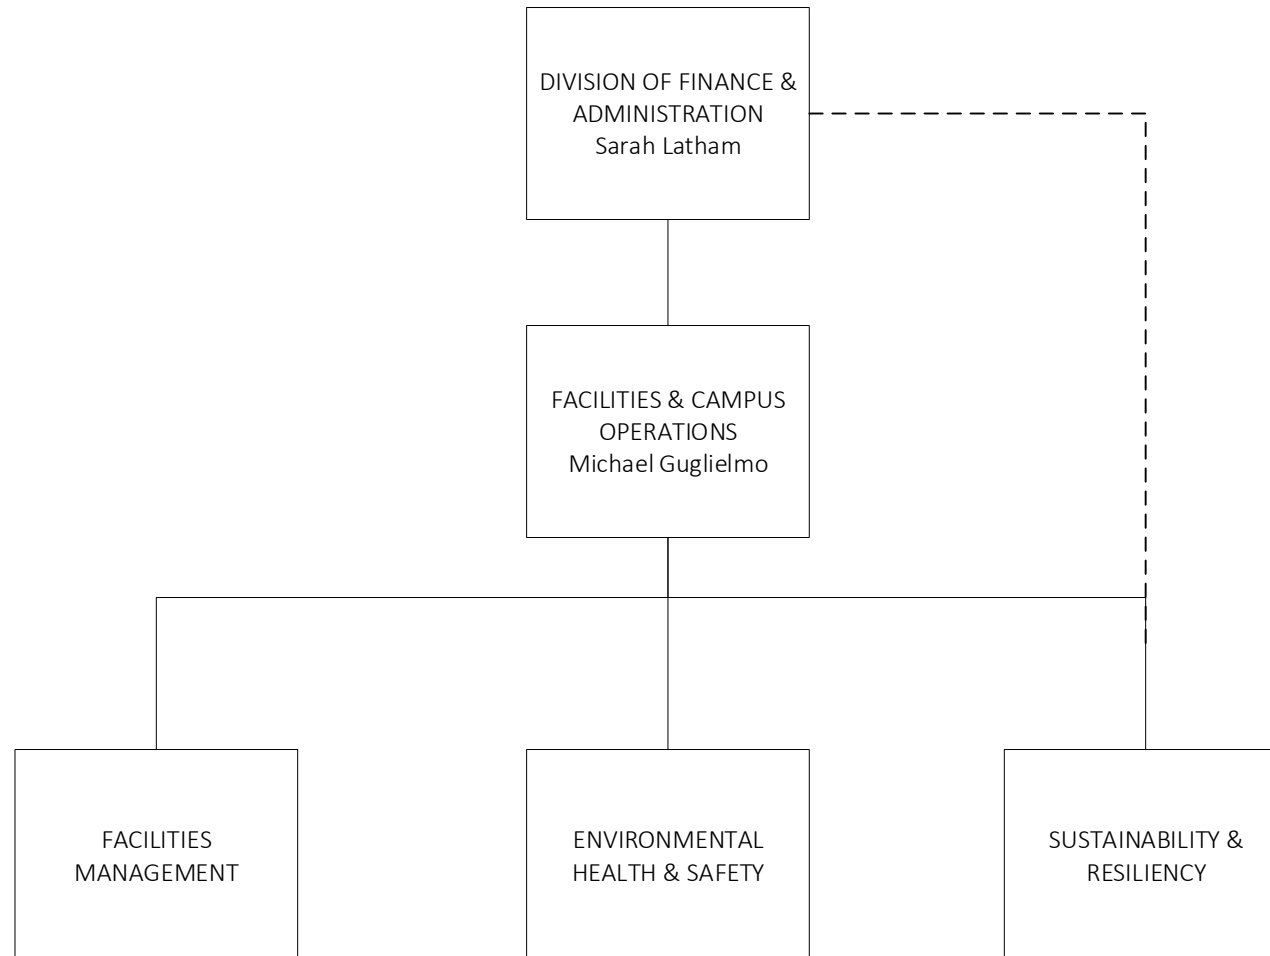 DIVISION OF FINANCE &
ADMINISTRATION
Sarah Latham
FACILITIES & CAMPUS
OPERATIONS
Michael Guglielmo
FACILITIES
MANAGEMENT
ENVIRONMENTAL
HEALTH & SAFETY
SUSTAINABILITY &
RESILIENCY